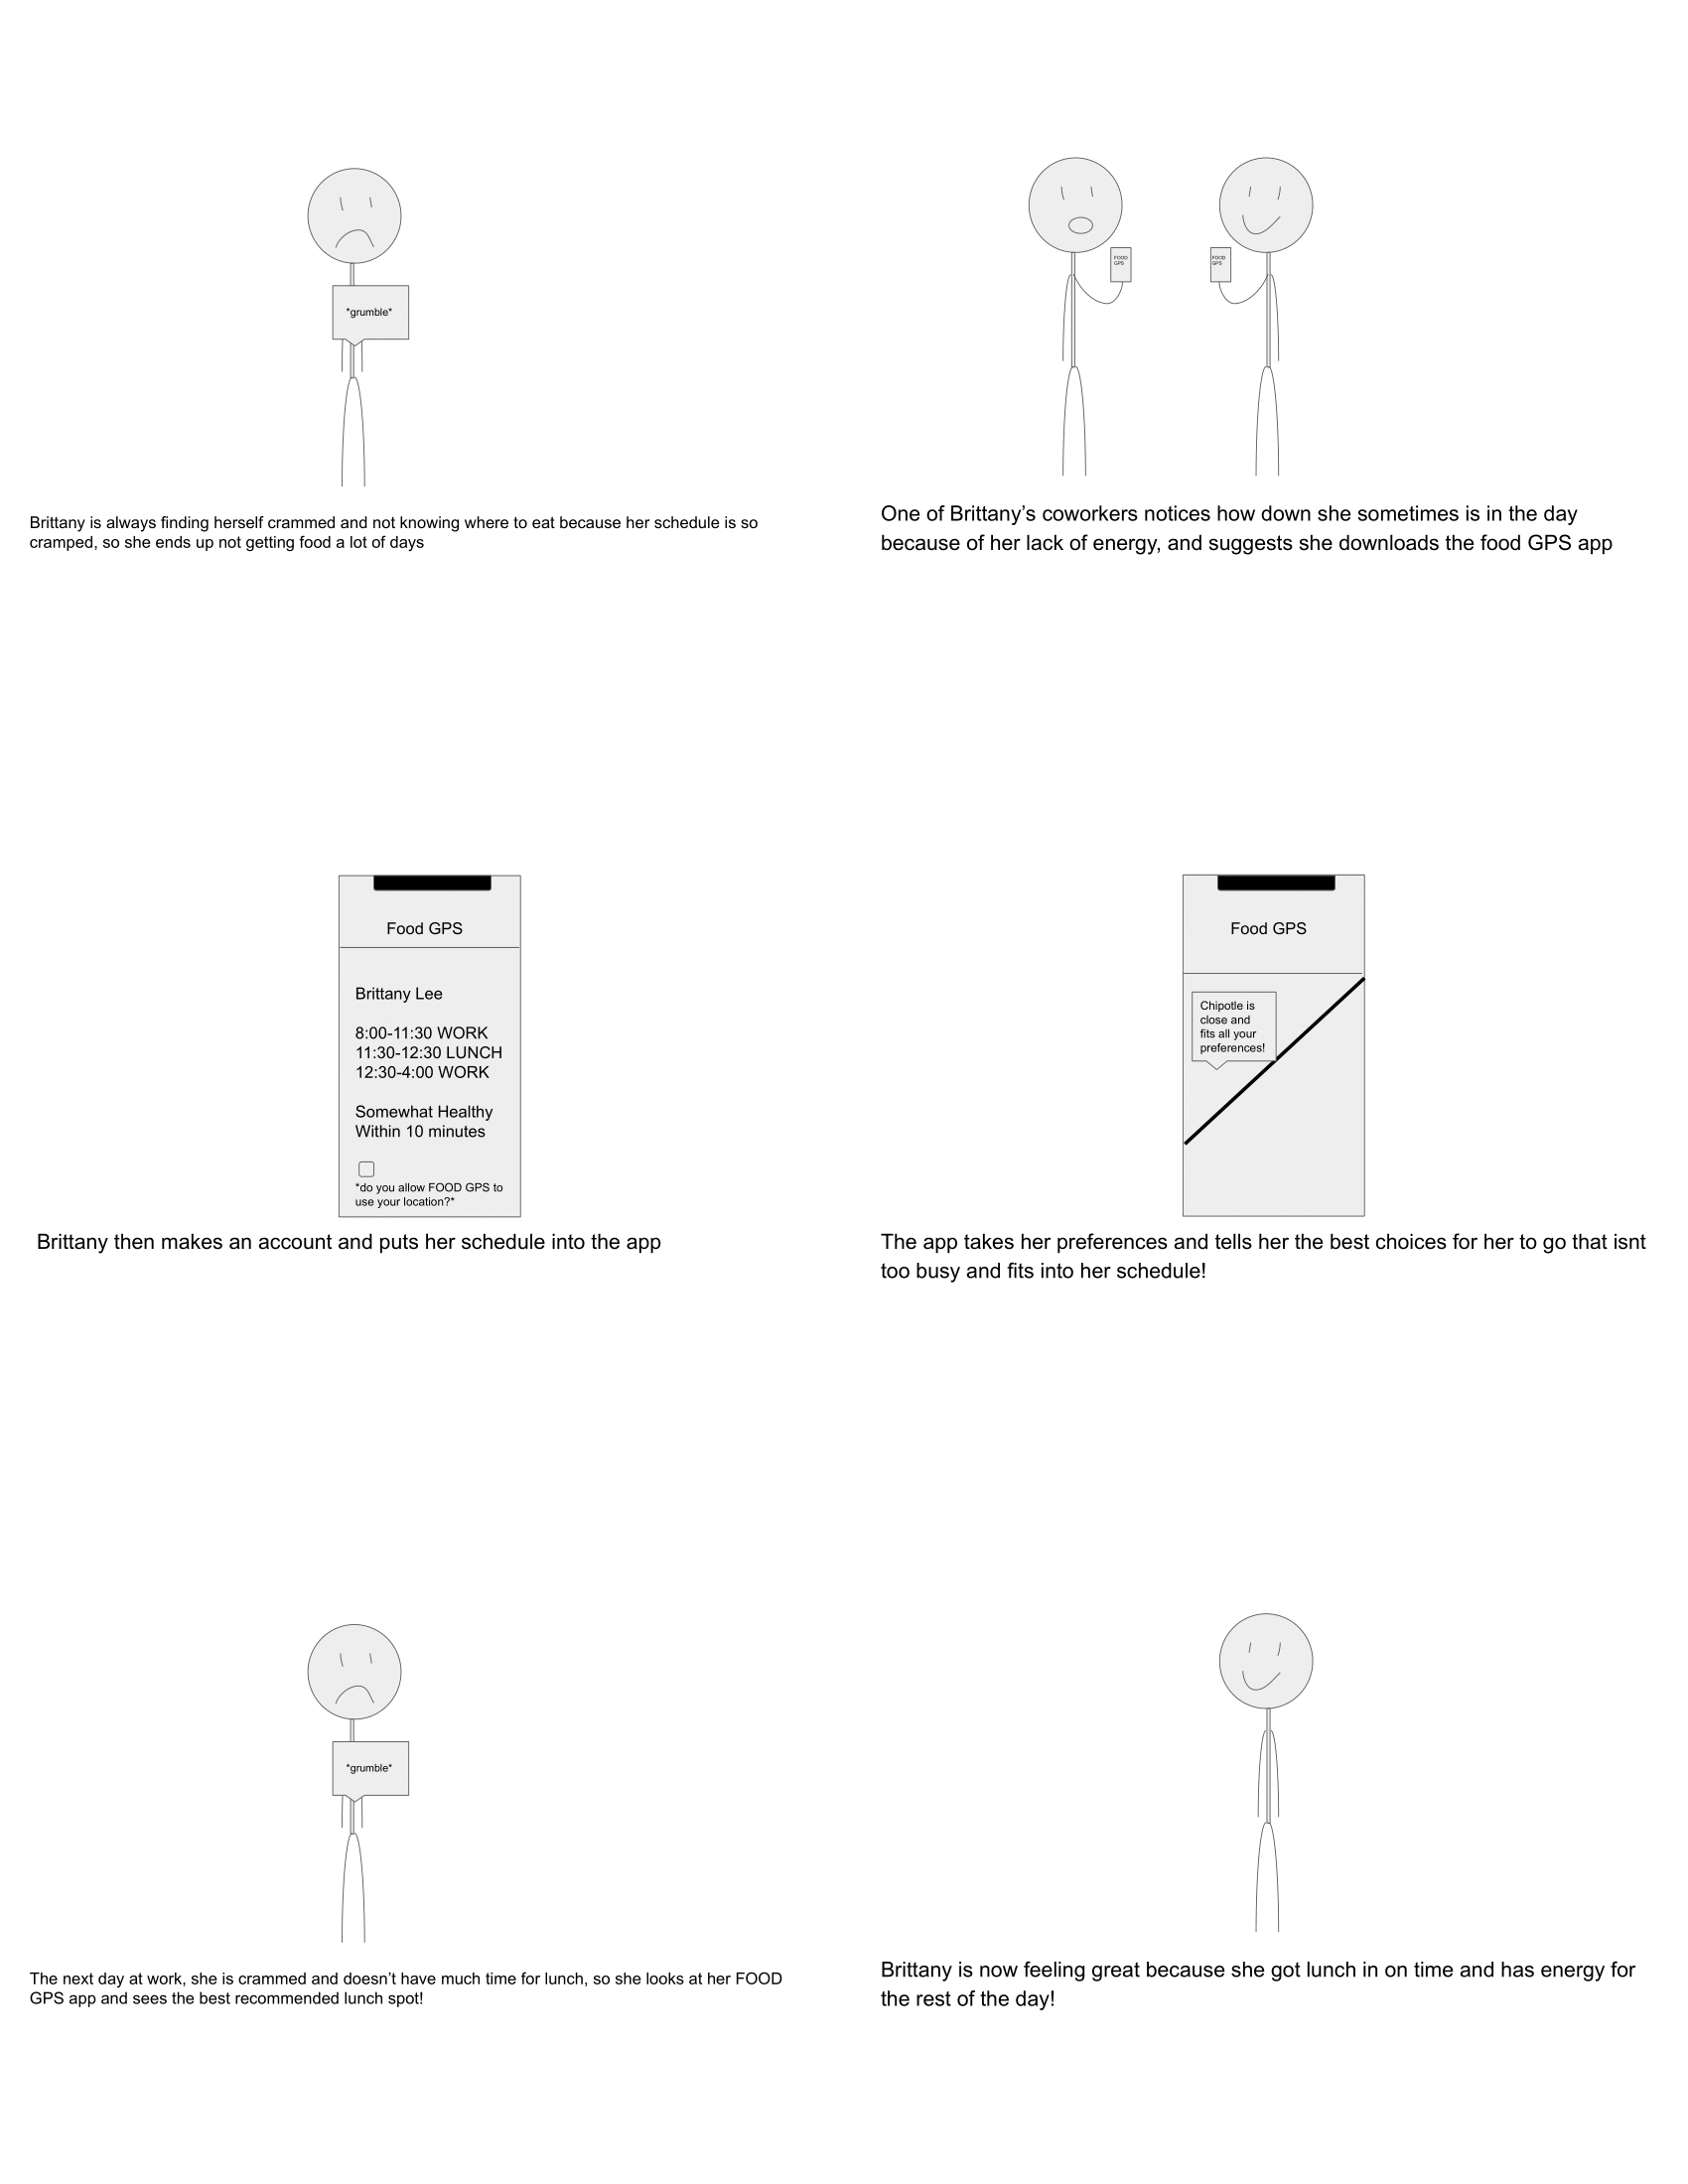 *grumble*
Brittany is always finding herself crammed and not knowing where to eat because her schedule is so
cramped, so she ends up not getting food a lot of days
FOOD
GPS
FOOD
GPS
One of Brittany’s coworkers notices how down she sometimes is in the day
because of her lack of energy, and suggests she downloads the food GPS app
Food GPS
Brittany Lee
8:00-11:30 WORK
11:30-12:30 LUNCH
12:30-4:00 WORK
Somewhat Healthy
Within 10 minutes
*do you allow FOOD GPS to
use your location?*
Brittany then makes an account and puts her schedule into the app
Food GPS
Chipotle is
close and
fits all your
preferences!
The app takes her preferences and tells her the best choices for her to go that isnt
too busy and fits into her schedule!
*grumble*
The next day at work, she is crammed and doesn’t have much time for lunch, so she looks at her FOOD
GPS app and sees the best recommended lunch spot!
Brittany is now feeling great because she got lunch in on time and has energy for
the rest of the day!